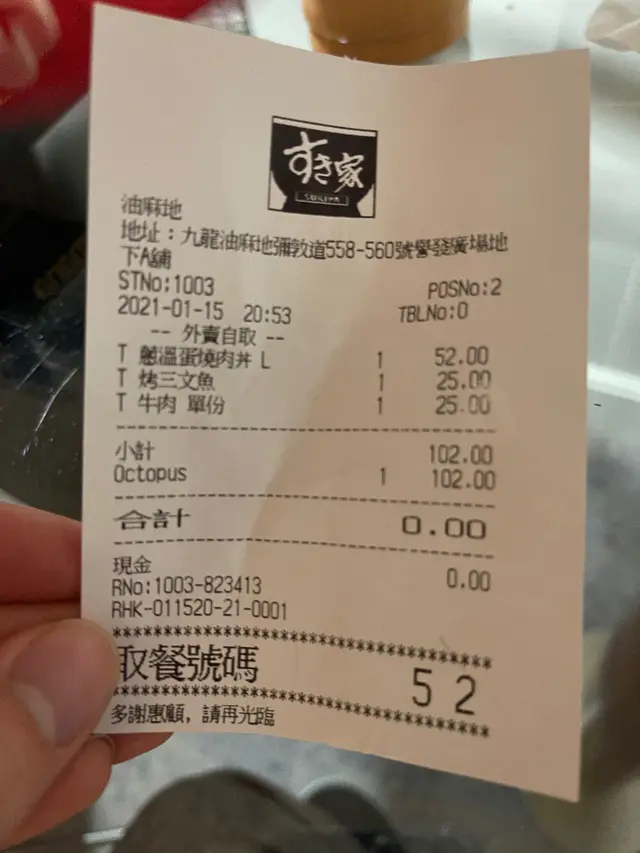 すき家
SUKIYA
油麻地
地址：九龍油麻地彌敦道558-560號譽發廣場地
下A鋪
STNo:1003 POSNo:2
2021-01-15 20:53 TBLNo:0
-- 外賣自取 --
T 蔥溫蛋燒肉丼 L 1 52.00
T 烤三文魚 1 25.00
T 牛肉 單份 1 25.00
小計 102.00
Octopus 1 102.00
合計 0.00
現金 0.00
RNo:1003-823413
RHK-011520-21-0001
取餐號碼 52
多謝惠顧，請再光臨